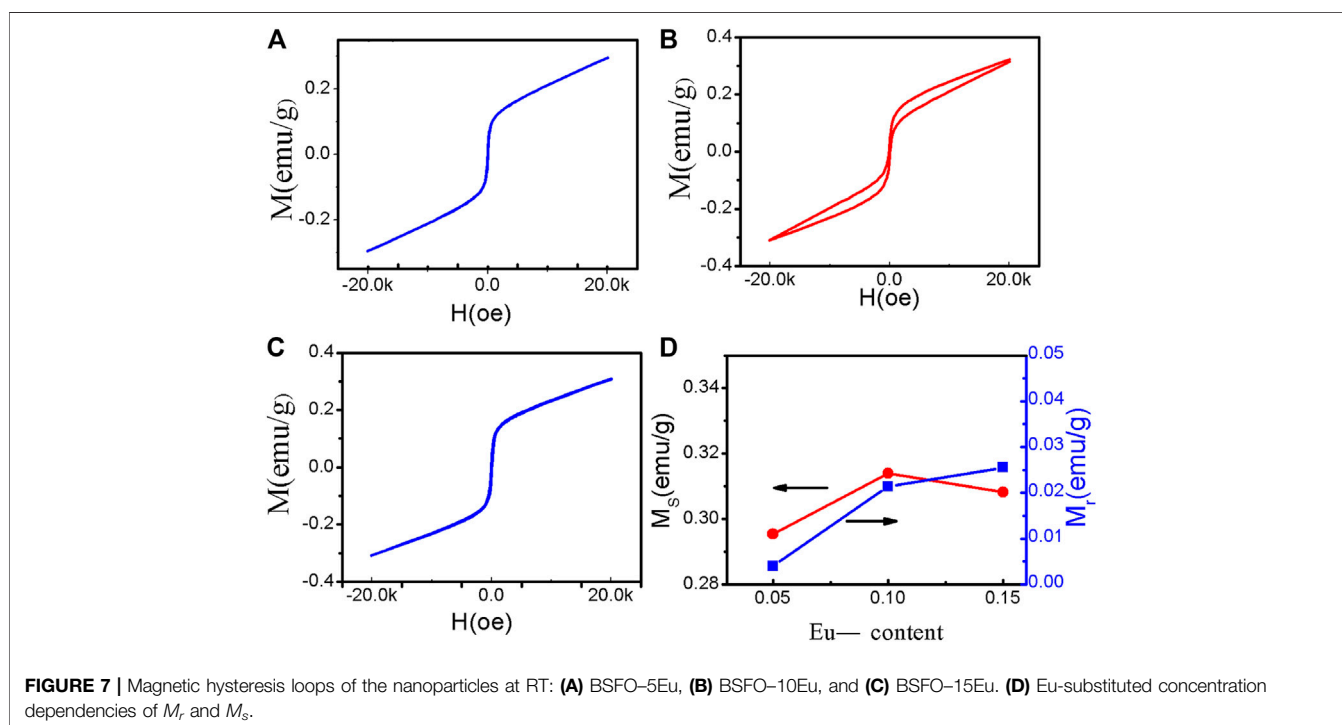 A
M(emu/g)
0.2
0.0
-0.2
-20.0k 0.0 20.0k
H(oe)
B
M(emu/g)
0.4
0.2
0.0
-0.2
-0.4
-20.0k 0.0 20.0k
H(oe)
C
M(emu/g)
0.4
0.2
0.0
-0.2
-0.4
-20.0k 0.0 20.0k
H(oe)
D
Ms(emu/g)
0.34
0.32
0.30
0.28
0.05
0.04
0.03
0.02
0.01
0.00
Mr(emu/g)
0.05 0.10 0.15
Eu— content
FIGURE 7 | Magnetic hysteresis loops of the nanoparticles at RT: (A) BSFO–5Eu, (B) BSFO–10Eu, and (C) BSFO–15Eu. (D) Eu-substituted concentration
dependencies of Mr and Ms.